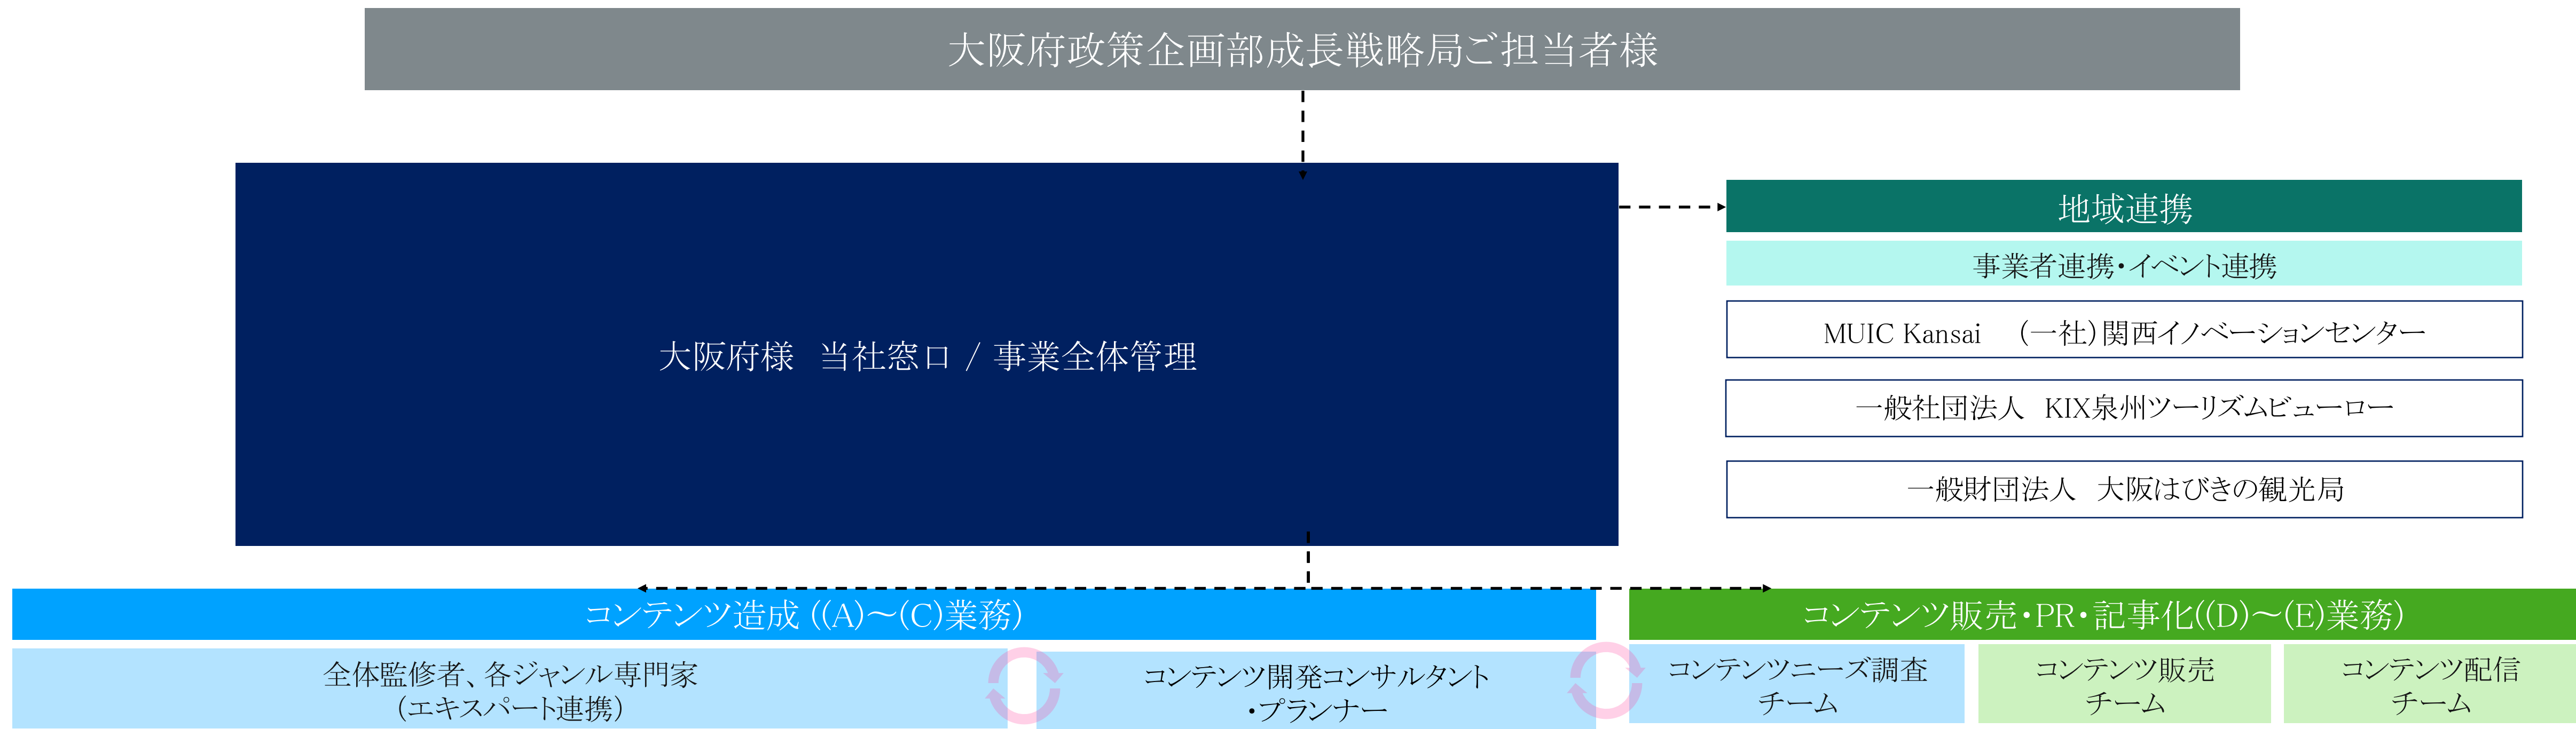 大阪府政策企画部成長戦略局ご担当者様
大阪府様　当社窓口 / 事業全体管理
地域連携
事業者連携・イベント連携
MUIC Kansai　（一社）関西イノベーションセンター
一般社団法人　KIX泉州ツーリズムビューロー
一般財団法人　大阪はびきの観光局
コンテンツ造成 ((A)～(C)業務)
コンテンツ販売・PR・記事化((D)～(E)業務)
全体監修者、各ジャンル専門家
（エキスパート連携）
コンテンツ開発コンサルタント
・プランナー
コンテンツニーズ調査
チーム
コンテンツ販売
チーム
コンテンツ配信
チーム